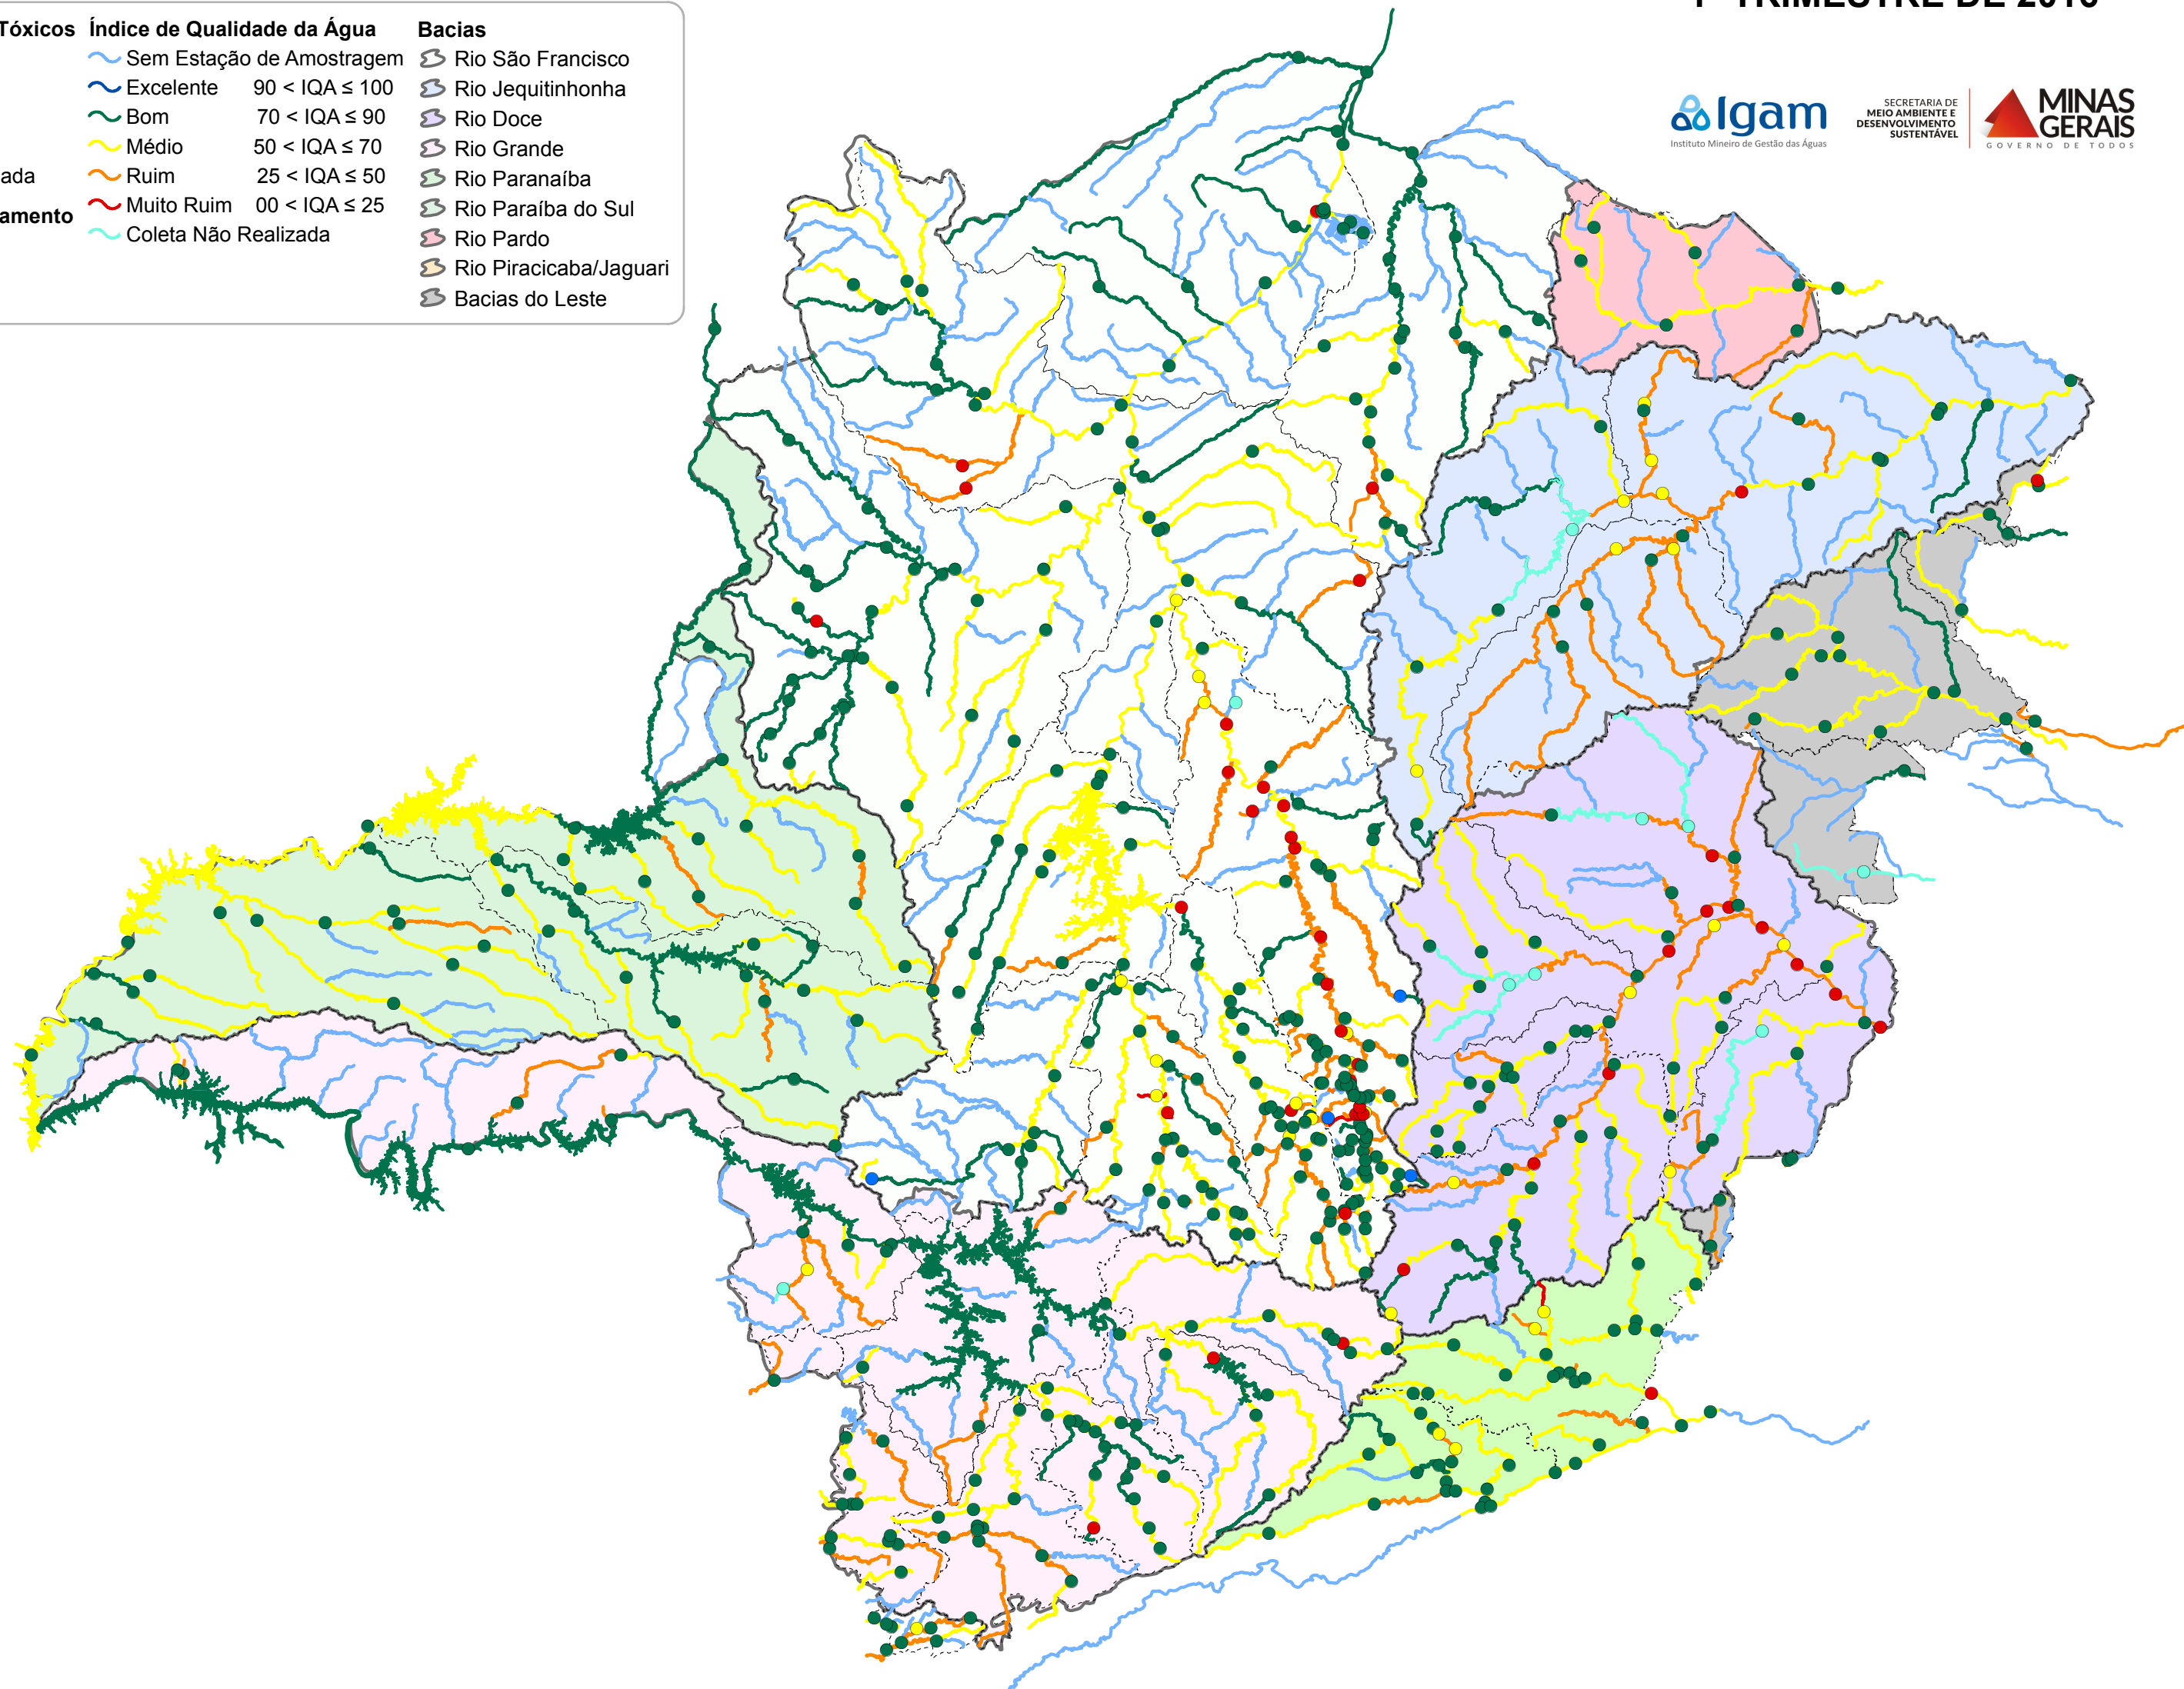 TRIMESTRE DE 2016
Tóxicos
ada
amento
Índice de Qualidade da Água
Sem Estação de Amostragem
Excelente 90 < IQA ≤ 100
Bom 70 < IQA ≤ 90
Médio 50 < IQA ≤ 70
Ruim 25 < IQA ≤ 50
Muito Ruim 00 < IQA ≤ 25
Coleta Não Realizada
Bacias
Rio São Francisco
Rio Jequitinhonha
Rio Doce
Rio Grande
Rio Paranaíba
Rio Paraíba do Sul
Rio Pardo
Rio Piracicaba/Jaguari
Bacias do Leste
Igam
Instituto Mineiro de Gestão das Águas
SECRETARIA DE
MEIO AMBIENTE E
DESENVOLVIMENTO
SUSTENTÁVEL
MINAS
GERAIS
GOVERNO DE TODOS